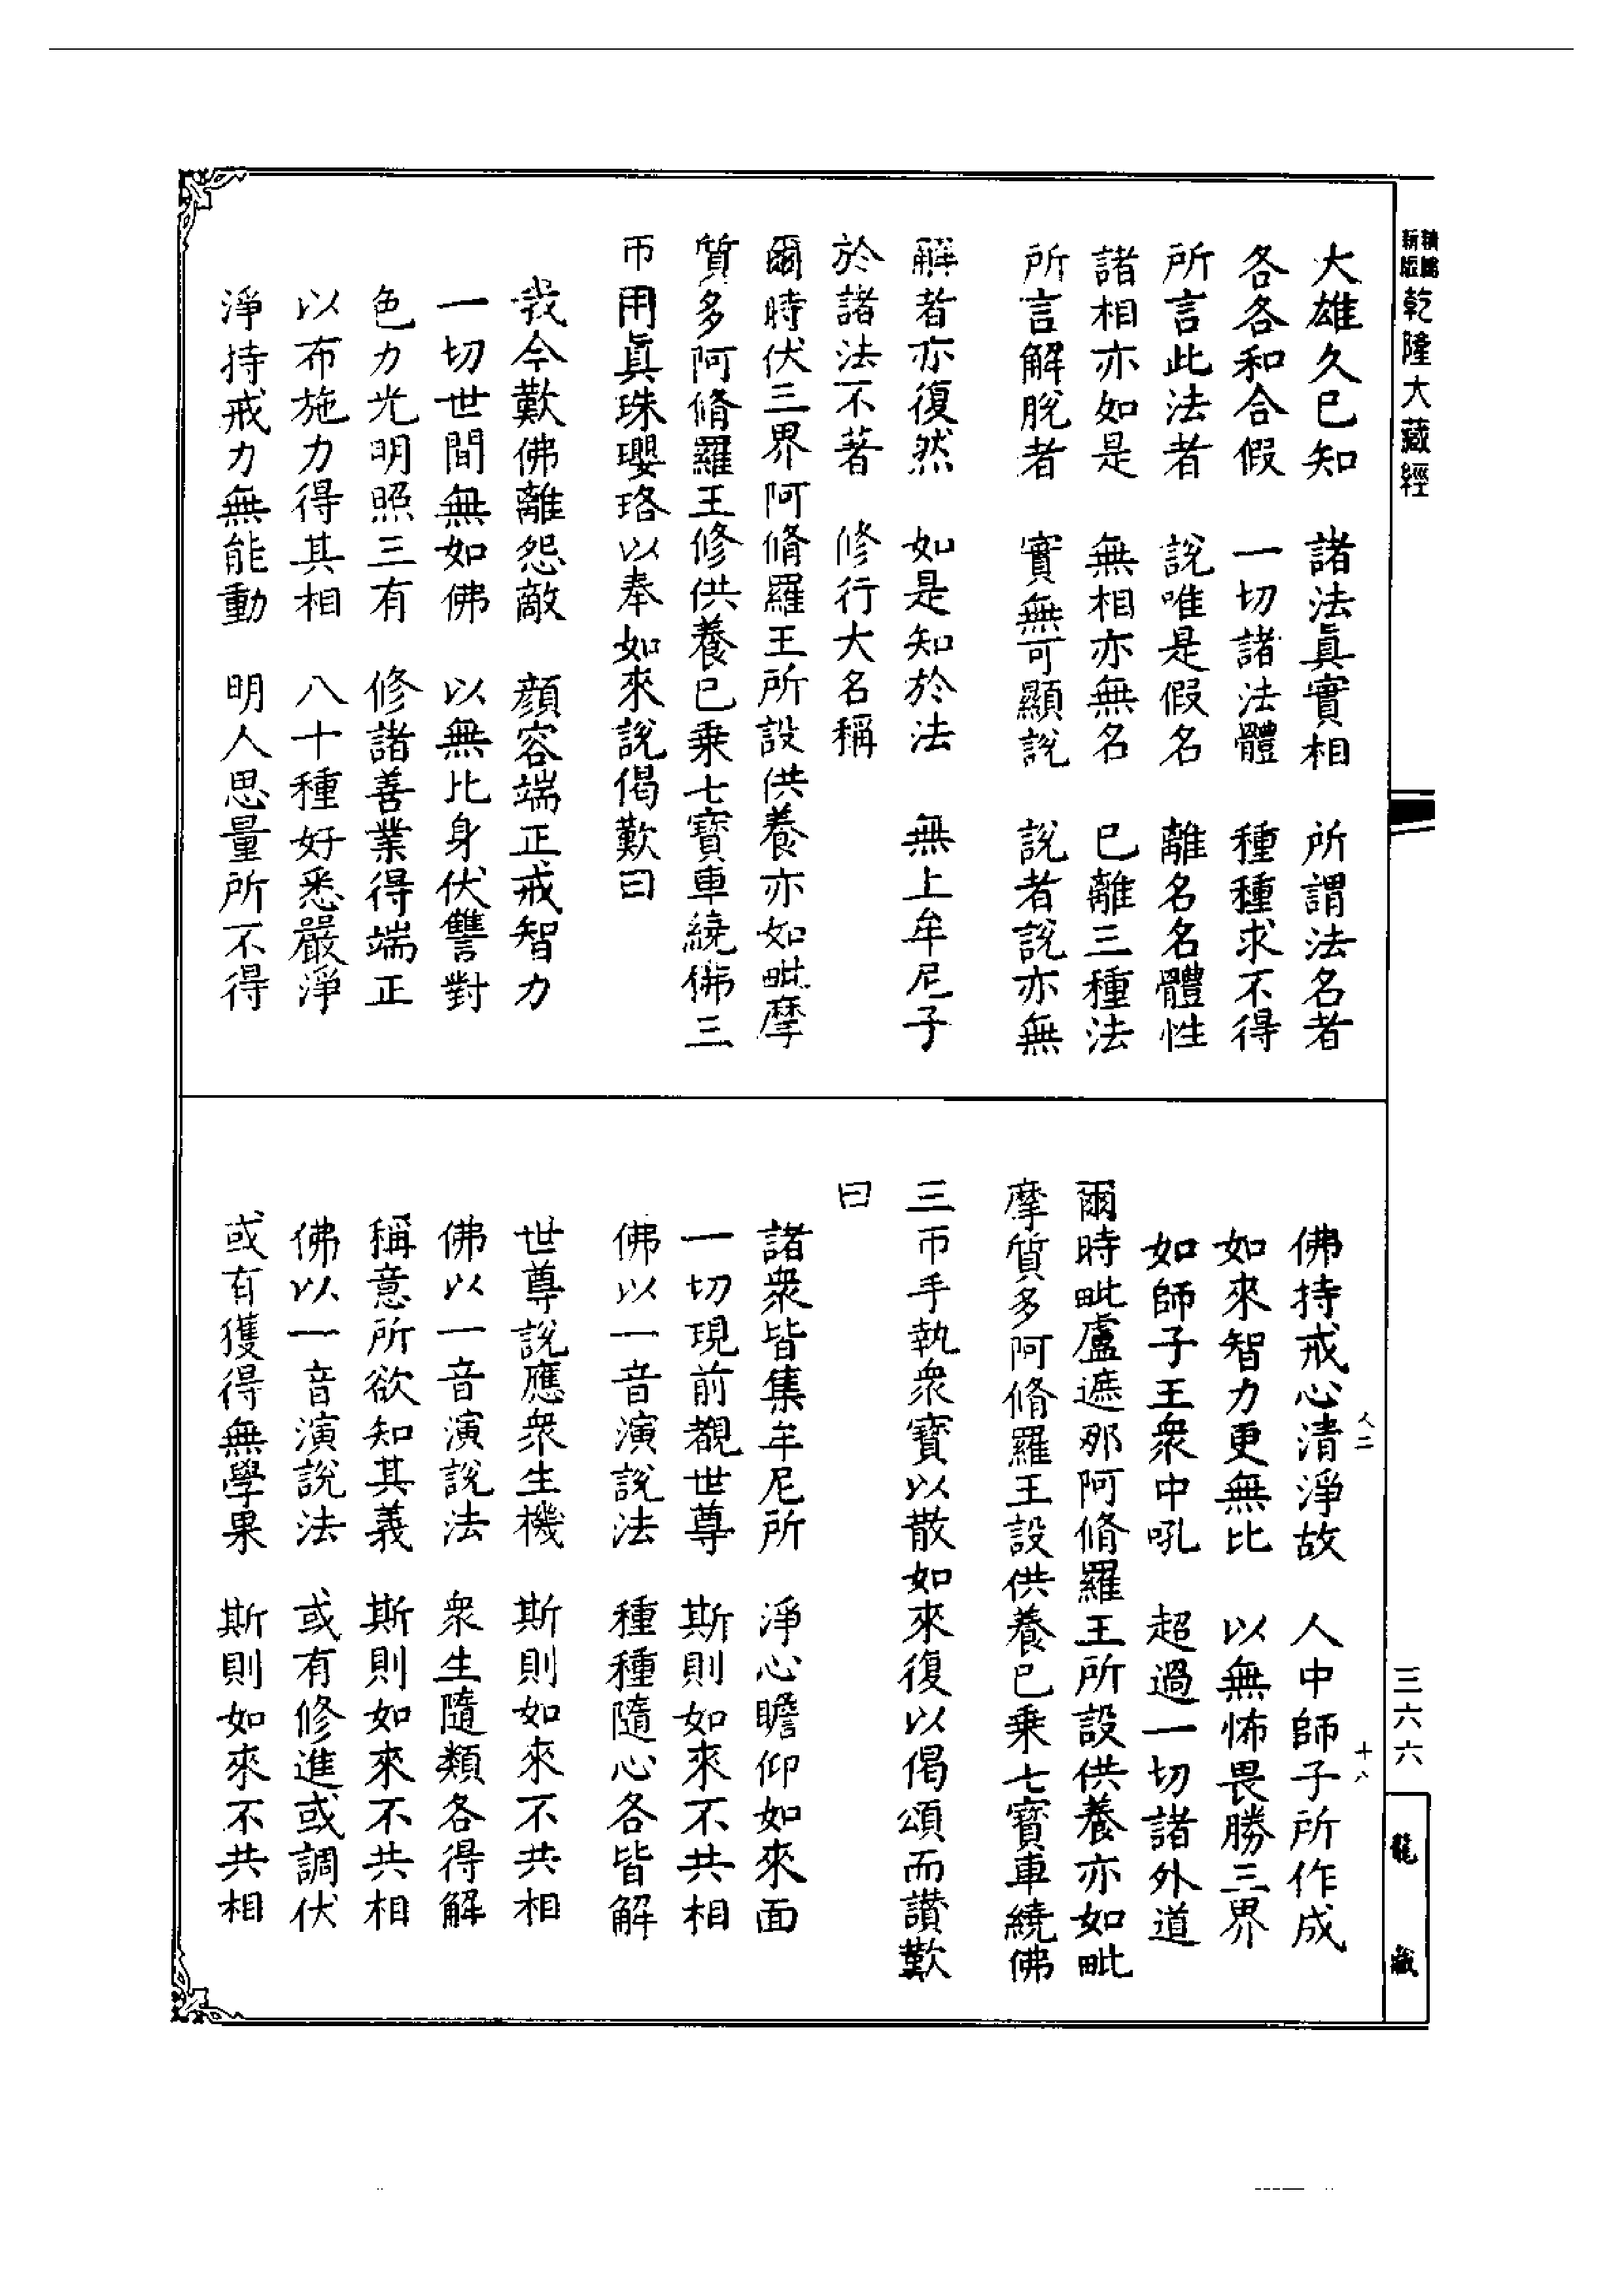 乾隆大藏經
大雄久已知　諸法眞實相　所謂法名者
各各和合假　一切諸法體　種種求不得
所言此法者　說唯是假名　離名名體性
諸相亦如是　無相亦無名　已離三種法
所言解脫者　實無可顯說　說者說亦無
解者亦復然　如是知於法　無上牟尼子
於諸法不著　修行大名稱
爾時伏三界阿脩羅王所設供養亦如毗摩
質多阿脩羅王修供養已乗七寶車繞佛三
帀用眞珠瓔珞以奉如來說偈歎曰
我今歎佛離怨敵　顔容端正戒智力
一切世間無如佛　以無比身伏讐對
色力光明照三有　修諸善業得端正
以布施力得其相　八十種好悉嚴淨
淨持戒力無能動　明人思量所不得
佛持戒心清淨故　人中師子所作成
如來智力更無比　以無怖畏勝三界
如師子王衆中吼　超過一切諸外道
爾時毗盧遮那阿脩羅王所設供養亦如毗
摩質多阿脩羅王設供養已乗七寶車繞佛
三帀手執衆寶以散如來復以偈頌而讚歎
曰
諸衆皆集牟尼所　淨心瞻仰如來面
一切現前覩世尊　斯則如來不共相
佛以一音演說法　種種隨心各皆解
世尊說應衆生機　斯則如來不共相
佛以一音演說法　衆生隨類各得解
稱意所欲知其義　斯則如來不共相
佛以一音演說法　或有修進或調伏
或有獲得無學果　斯則如來不共相
三六六
十八
龍藏